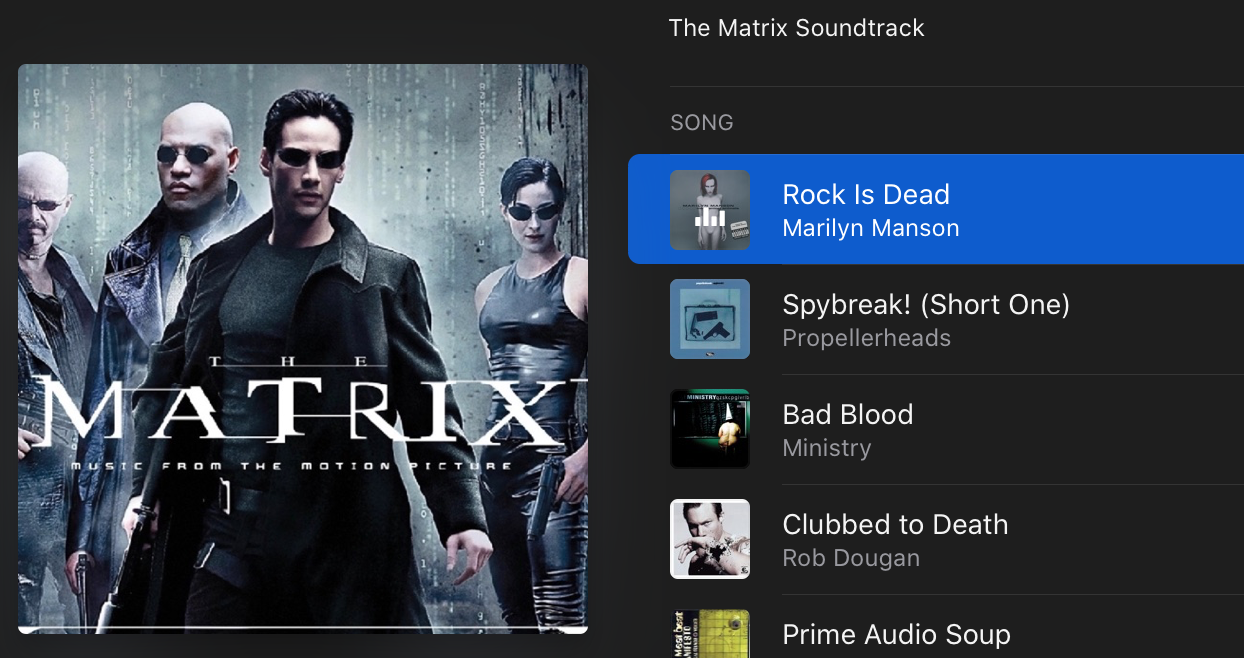 The Matrix Soundtrack
SONG
Rock Is Dead
Marilyn Manson
Spybreak! (Short One)
Propellerheads
Bad Blood
Ministry
Clubbed to Death
Rob Dougan
Prime Audio Soup
THE
MATRIX
MUSIC FROM THE MOTION PICTURE
MINISTRY